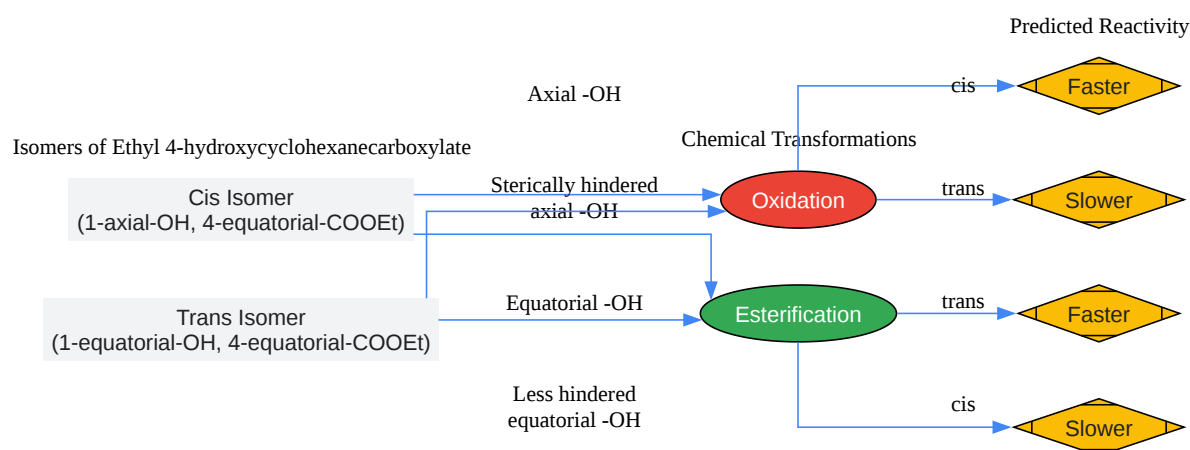 Predicted Reactivity
cis
Faster
Axial -OH
Chemical Transformations
Isomers of Ethyl 4-hydroxycyclohexanecarboxylate
Cis Isomer
(1-axial-OH, 4-equatorial-COOEt)
Sterically hindered
axial -OH
Oxidation
trans
Slower
Trans Isomer
(1-equatorial-OH, 4-equatorial-COOEt)
Equatorial -OH
Esterification
trans
Faster
Less hindered
equatorial -OH
cis
Slower